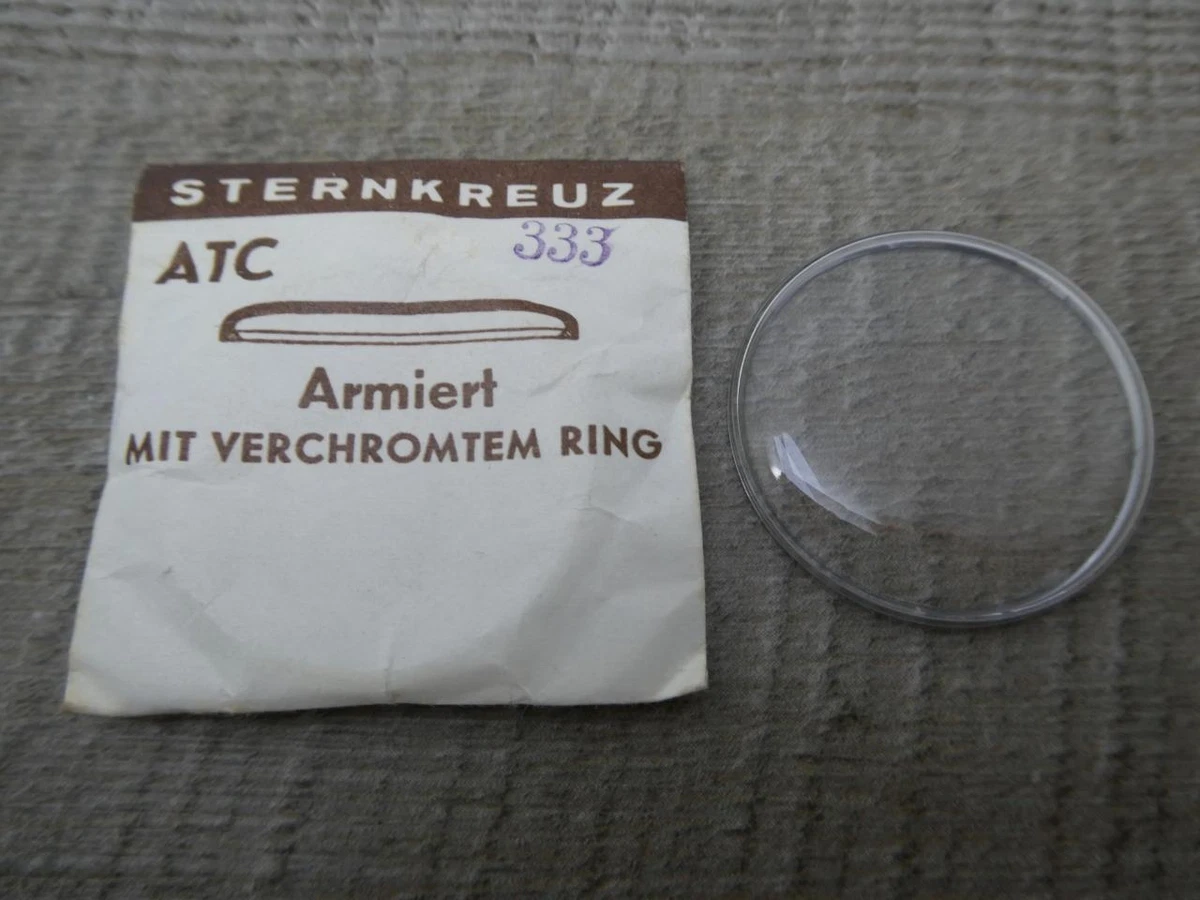 STERNKREUZ
333
ATC
Armiert
MIT VERCHROMTEM RING